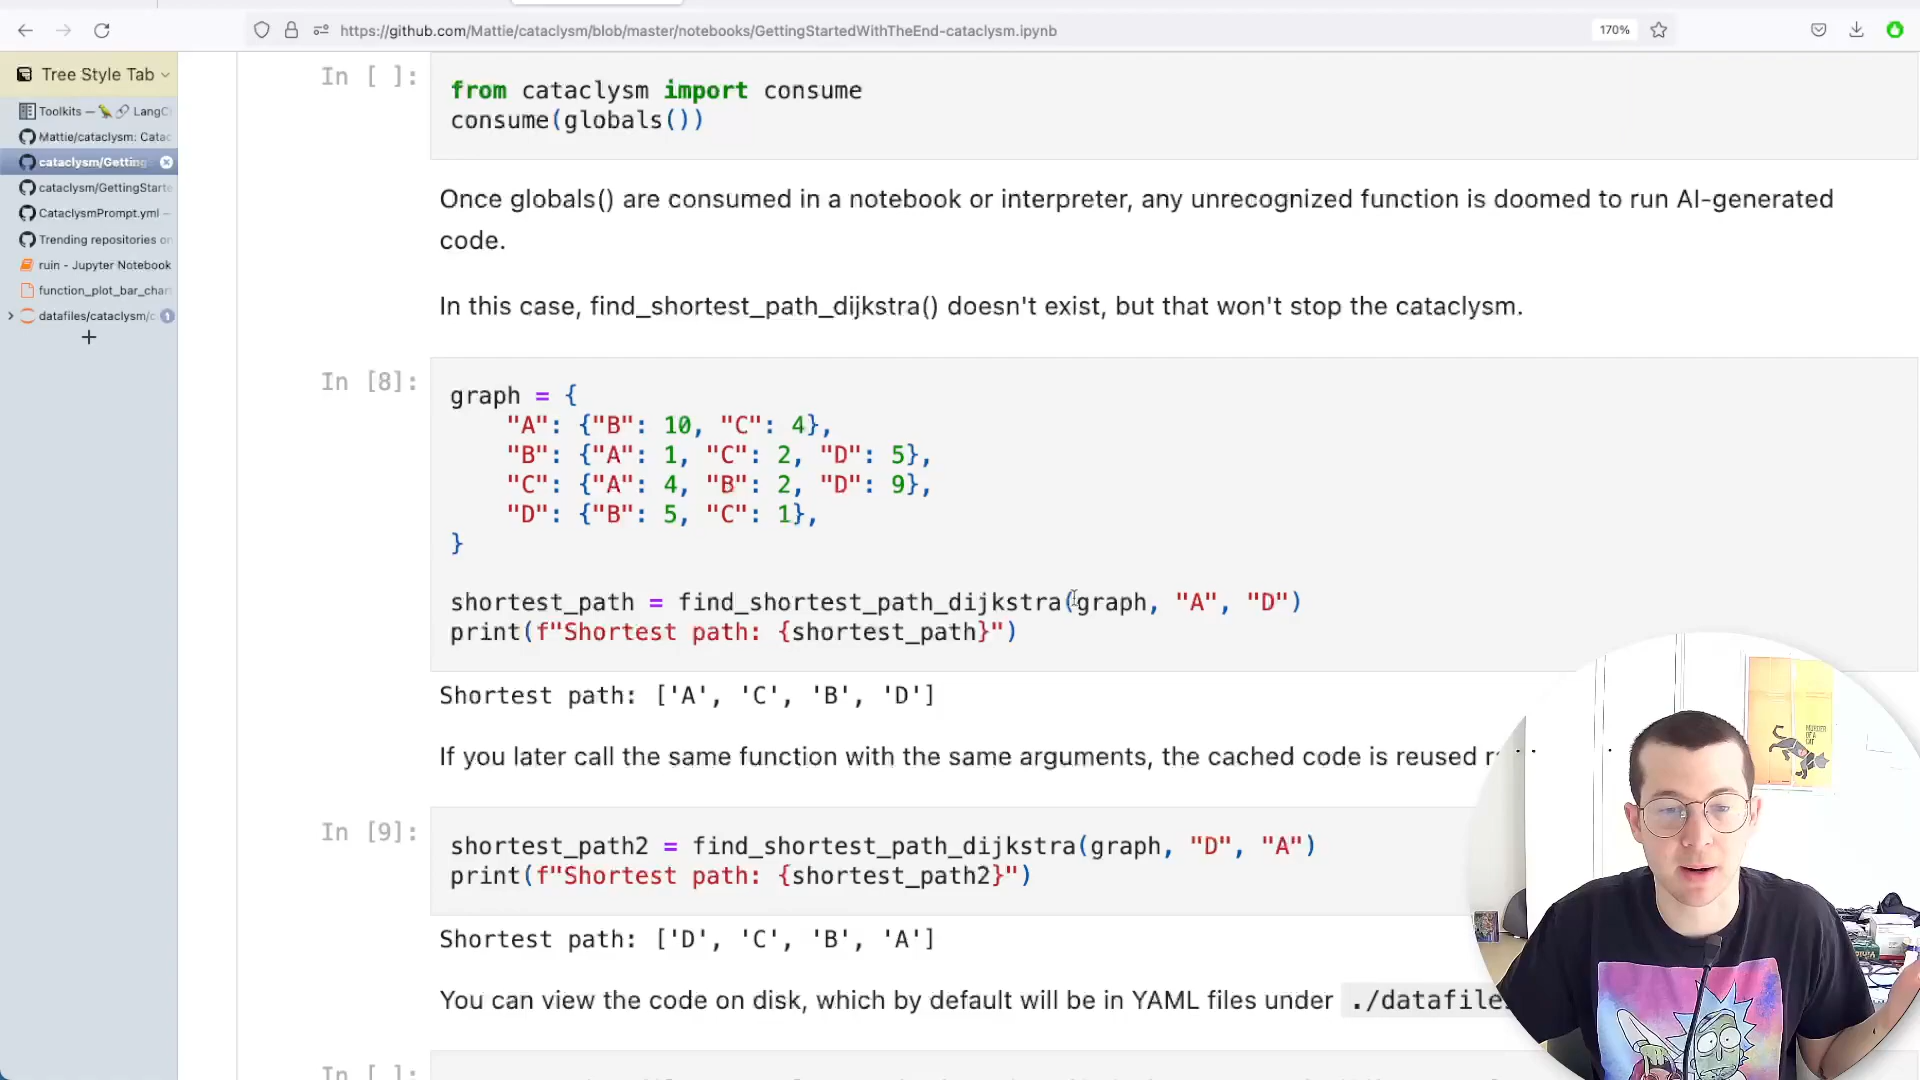 https://github.com/Mattie/cataclysm/blob/master/notebooks/GettingStartedWithTheEnd-cataclysm.ipynb
170%
Tree Style Tab
Toolkits — LangC
Mattie/cataclysm: Catac
cataclysm/Getting
cataclysm/GettingStarte
CataclysmPrompt.yml —
Trending repositories on
ruin - Jupyter Notebook
function_plot_bar_char
datafiles/cataclysm/c 1
In [ ]:
from cataclysm import consume
consume(globals())
Once globals() are consumed in a notebook or interpreter, any unrecognized function is doomed to run AI-generated
code.
In this case, find_shortest_path_dijkstra() doesn't exist, but that won't stop the cataclysm.
In [8]:
graph = {
"A": {"B": 10, "C": 4},
"B": {"A": 1, "C": 2, "D": 5},
"C": {"A": 4, "B": 2, "D": 9},
"D": {"B": 5, "C": 1},
}
shortest_path = find_shortest_path_dijkstra(graph, "A", "D")
print(f"Shortest path: {shortest_path}")
Shortest path: ['A', 'C', 'B', 'D']
If you later call the same function with the same arguments, the cached code is reused
In [9]:
shortest_path2 = find_shortest_path_dijkstra(graph, "D", "A")
print(f"Shortest path: {shortest_path2}")
Shortest path: ['D', 'C', 'B', 'A']
You can view the code on disk, which by default will be in YAML files under ./datafile
In [ ]:
MURDER
OF A
CAT